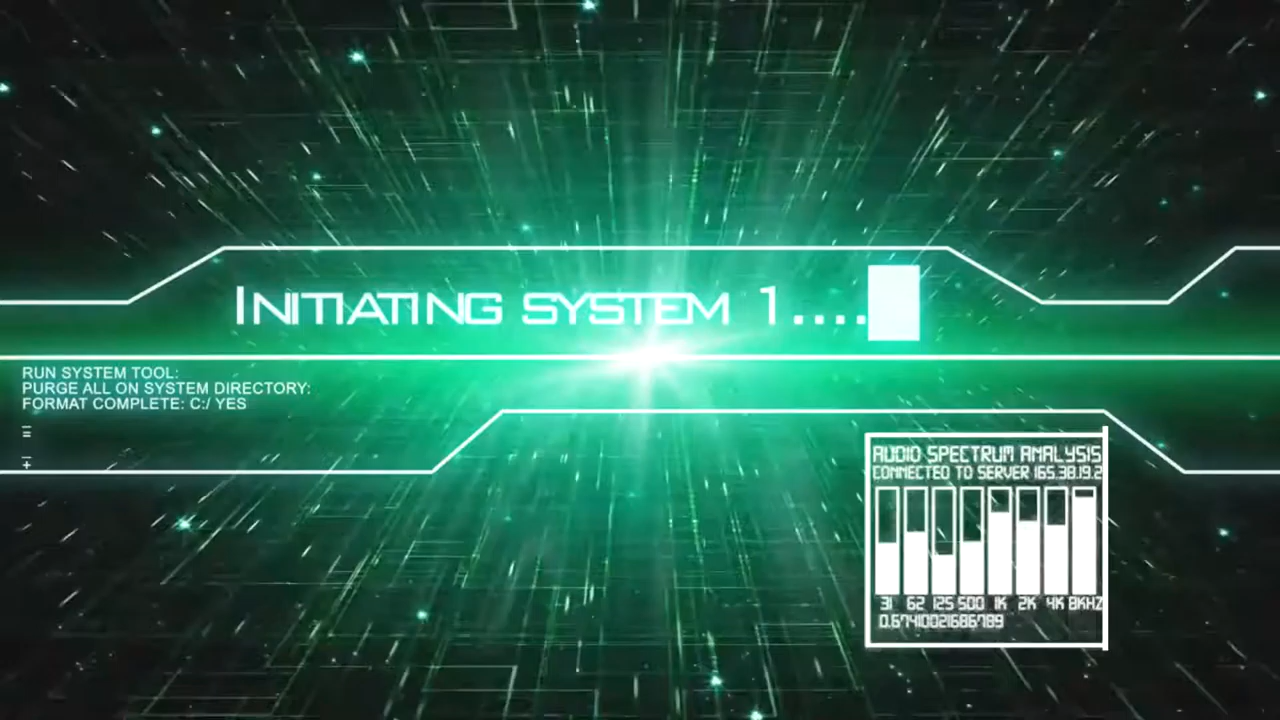 INITIATING SYSTEM 1....
RUN SYSTEM TOOL:
PURGE ALL ON SYSTEM DIRECTORY:
FORMAT COMPLETE: C:/ YES
AUDIO SPECTRUM ANALYSIS
CONNECTED TO SERVER 165.38.19.2
31 62 125 500 1K 2K 4K 8KHZ
0.67410021686789